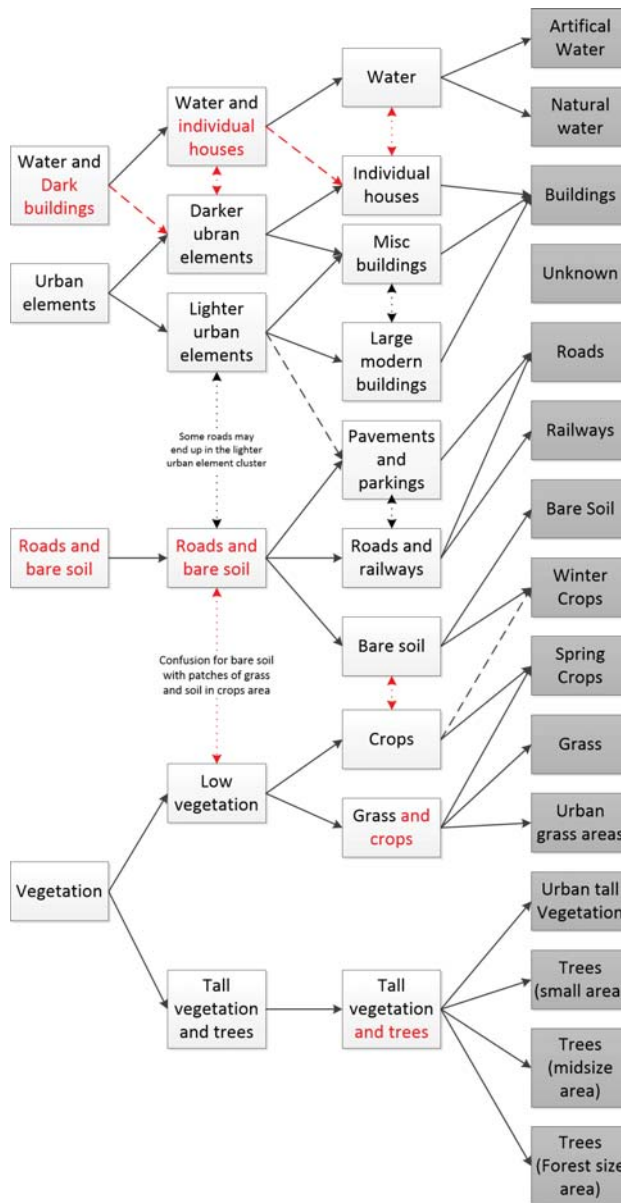 Artifical
Water
Water
Water and
individual
houses
Natural
water
Water and
Dark
buildings
Individual
houses
Buildings
Darker
ubran
elements
Misc
buildings
Unknown
Urban
elements
Lighter
urban
elements
Large
modern
buildings
Roads
Some roads may
end up in the lighter
urban element cluster
Pavements
and
parkings
Railways
Bare Soil
Roads and
bare soil
Roads and
bare soil
Roads and
railways
Winter
Crops
Bare soil
Spring
Crops
Confusion for bare soil
with patches of grass
and soil in crops area
Crops
Grass
Low
vegetation
Grass and
crops
Urban
grass areas
Vegetation
Urban tall
Vegetation
Tall
vegetation
and trees
Tall
vegetation
and trees
Trees
(small area)
Trees
(midsize
area)
Trees
(Forest size
area)